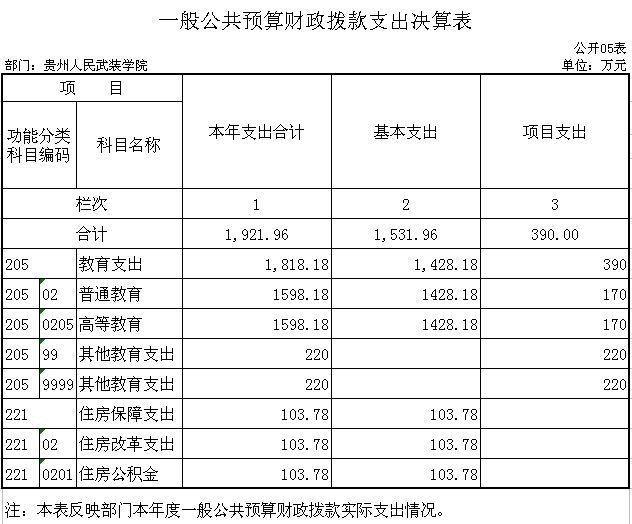 一般公共预算财政拨款支出决算表
公开05表
部门：贵州人民武装学院 单位：万元
项 目 本年支出合计 基本支出 项目支出
功能分类科目编码 科目名称
栏次 1 2 3
合计 1,921.96 1,531.96 390.00
205 教育支出 1,818.18 1,428.18 390
205 02 普通教育 1598.18 1428.18 170
205 0205 高等教育 1598.18 1428.18 170
205 99 其他教育支出 220 220
205 9999 其他教育支出 220 220
221 住房保障支出 103.78 103.78
221 02 住房改革支出 103.78 103.78
221 0201 住房公积金 103.78 103.78
注：本表反映部门本年度一般公共预算财政拨款实际支出情况。